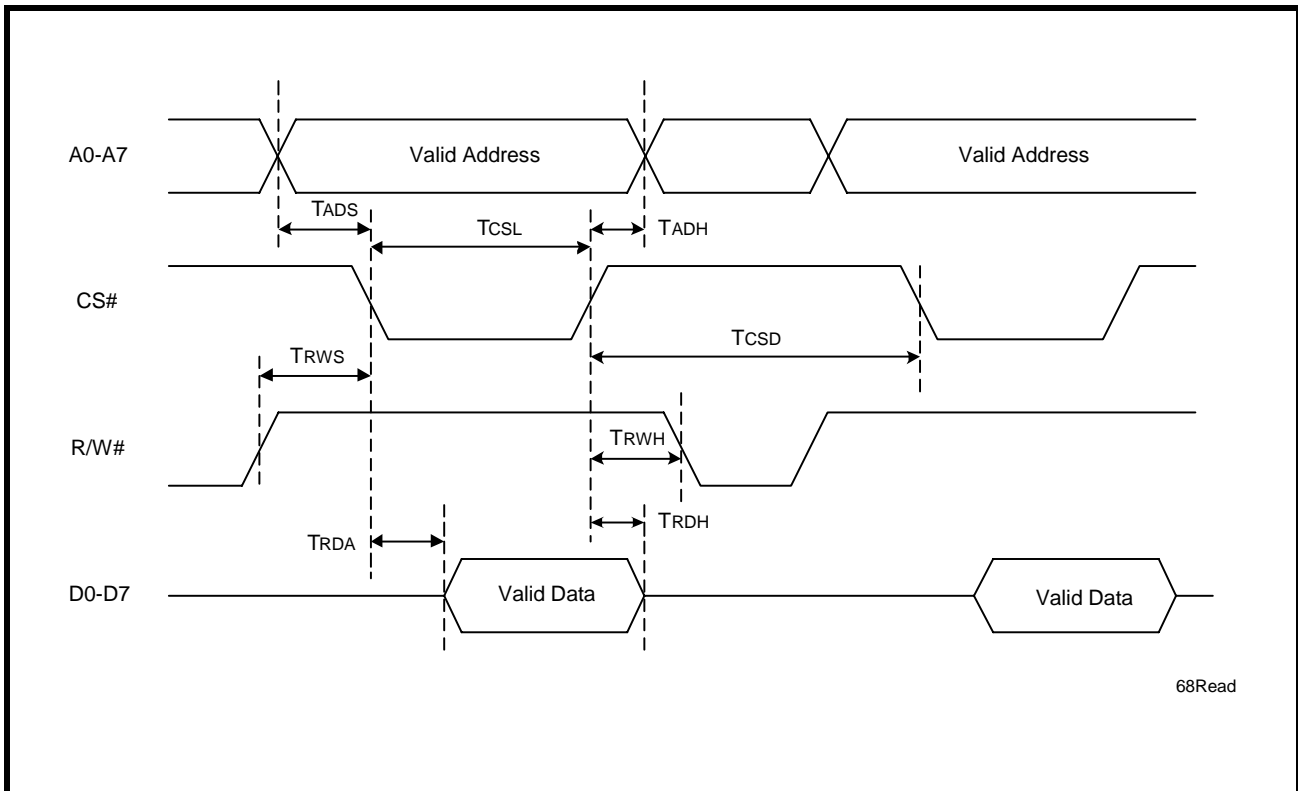 A0-A7
Valid Address
Valid Address
TADS
TCSL
TADH
CS#
TRWS
TCSD
R/W#
TRWH
TRDA
TRDH
D0-D7
Valid Data
Valid Data
68Read